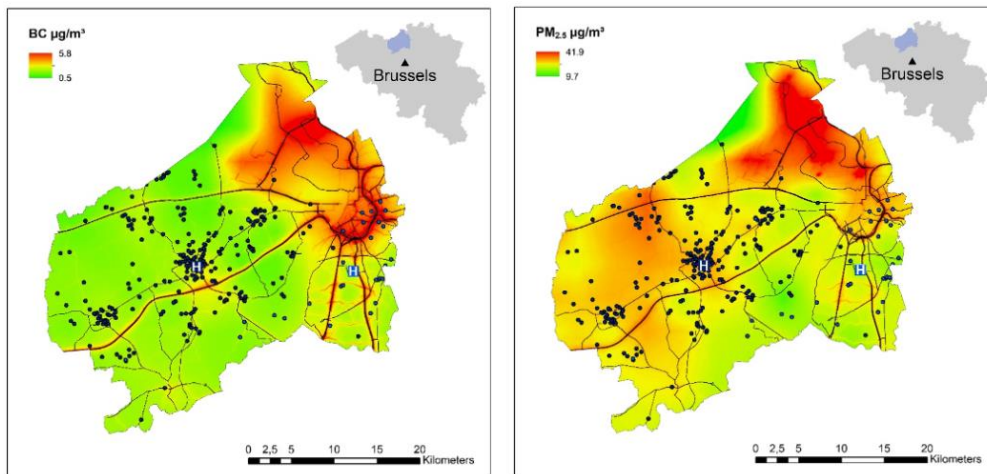 BC µg/m³
5.8
0.5
Brussels
H
H
0 2,5 5 10 15 20
Kilometers
PM₂.₅ µg/m³
41.9
9.7
Brussels
H
H
0 2,5 5 10 15 20
Kilometers